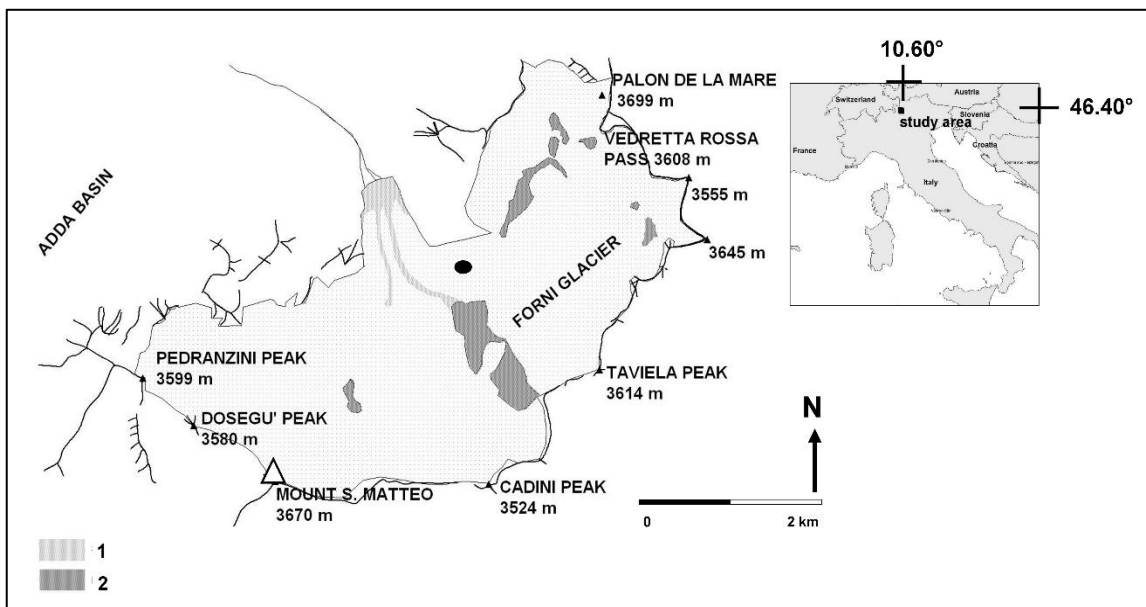 10.60°
PALON DE LA MARE
3699 m
Switzerland
Austria
46.40°
study area
Slovenia
VEDRETTA ROSSA
PASS 3608 m
Croatia
France
3555 m
Italy
ADDA BASIN
3645 m
FORNI GLACIER
PEDRANZINI PEAK
3599 m
TAVIELA PEAK
3614 m
N
DOSEGU' PEAK
3580 m
MOUNT S. MATTEO
3670 m
CADINI PEAK
3524 m
0 2 km
1
2